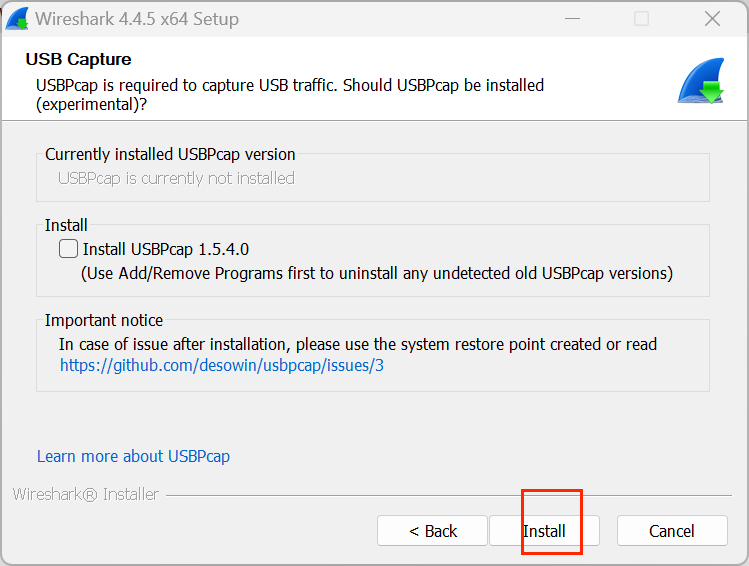 Wireshark 4.4.5 x64 Setup
USB Capture
USBPcap is required to capture USB traffic. Should USBPcap be installed
(experimental)?
Currently installed USBPcap version
USBPcap is currently not installed
Install
Install USBPcap 1.5.4.0
(Use Add/Remove Programs first to uninstall any undetected old USBPcap versions)
Important notice
In case of issue after installation, please use the system restore point created or read
https://github.com/desowin/usbpcap/issues/3
Learn more about USBPcap
Wireshark® Installer
< Back
Install
Cancel